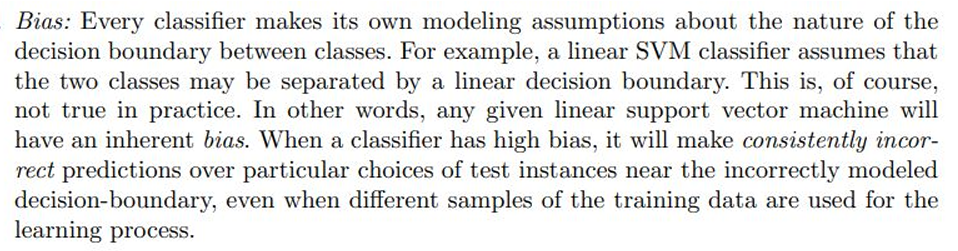 Bias: Every classifier makes its own modeling assumptions about the nature of the
decision boundary between classes. For example, a linear SVM classifier assumes that
the two classes may be separated by a linear decision boundary. This is, of course,
not true in practice. In other words, any given linear support vector machine will
have an inherent bias. When a classifier has high bias, it will make consistently incor-
rect predictions over particular choices of test instances near the incorrectly modeled
decision-boundary, even when different samples of the training data are used for the
learning process.